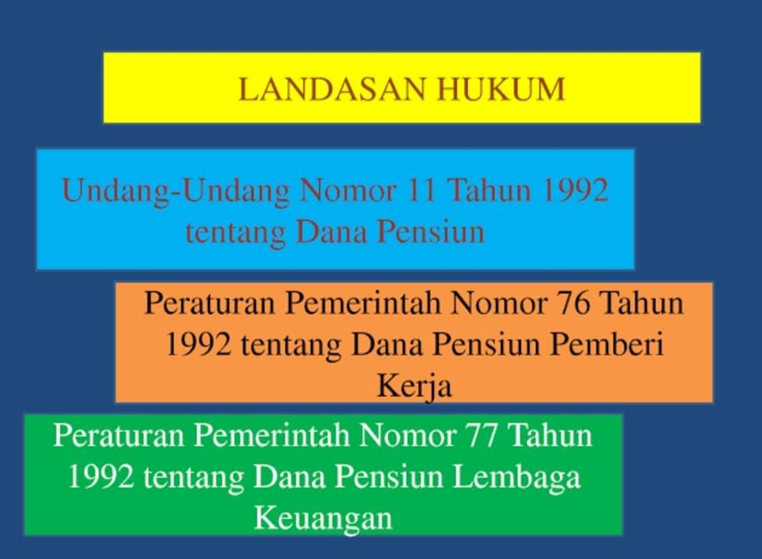 LANDASAN HUKUM
Undang-Undang Nomor 11 Tahun 1992
tentang Dana Pensiun
Peraturan Pemerintah Nomor 76 Tahun
1992 tentang Dana Pensiun Pemberi
Kerja
Peraturan Pemerintah Nomor 77 Tahun
1992 tentang Dana Pensiun Lembaga
Keuangan